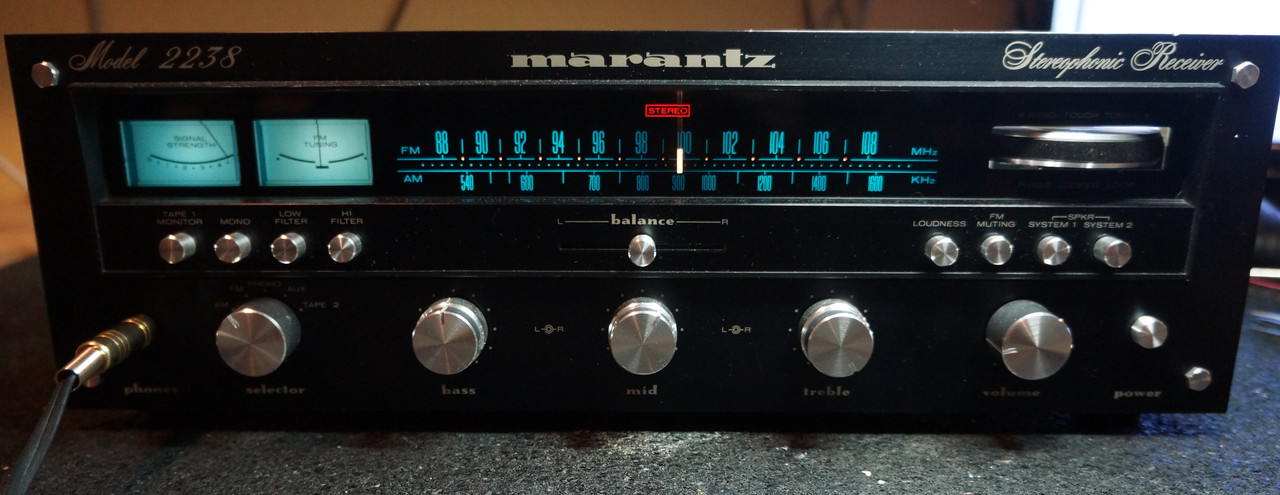 Model 2238
marantz
Stereophonic Receiver
STEREO
SIGNAL
STRENGTH
FM
TUNING
FM 88 90 92 94 96 98 100 102 104 106 108 MHz
AM 540 600 700 800 900 1000 1200 1400 1600 KHz
TAPE 1
MONITOR
MONO
LOW
FILTER
HI
FILTER
L balance R
LOUDNESS
FM
MUTING
SPKR
SYSTEM 1 SYSTEM 2
AM FM PHONO AUX TAPE 2
L R
L R
phones
selector
bass
mid
treble
volume
power